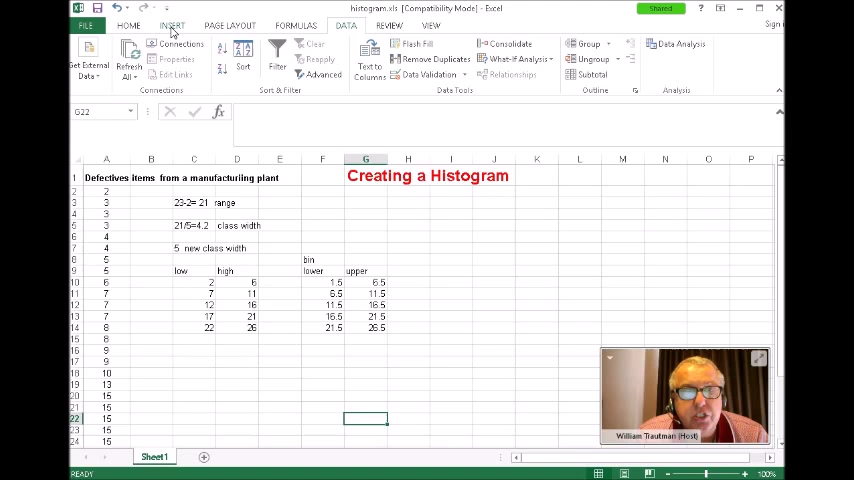 histogram.xls [Compatibility Mode] - Excel
Shared
?
FILE HOME INSERT PAGE LAYOUT FORMULAS DATA REVIEW VIEW
Sign i
Get External Data
Refresh All
Connections
Properties
Edit Links
Connections
Sort
Filter
Clear
Reapply
Advanced
Sort & Filter
Text to Columns
Flash Fill
Remove Duplicates
Data Validation
Consolidate
What-If Analysis
Relationships
Data Tools
Group
Ungroup
Subtotal
Outline
Data Analysis
Analysis
G22
fx
A B C D E F G H I J K L M N O P
1 Defectives items from a manufacturiing plant Creating a Histogram
2 2
3 3 23-2= 21 range
4 3
5 3 21/5=4.2 class width
6 4
7 4 5 new class width
8 5 bin
9 5 low high lower upper
10 6 2 6 1.5 6.5
11 7 7 11 6.5 11.5
12 7 12 16 11.5 16.5
13 7 17 21 16.5 21.5
14 8 22 26 21.5 26.5
15 8
16 9
17 9
18 10
19 13
20 15
21 15
22 15
23 15
24 15
William Trautman (Host)
Sheet1
READY
100%